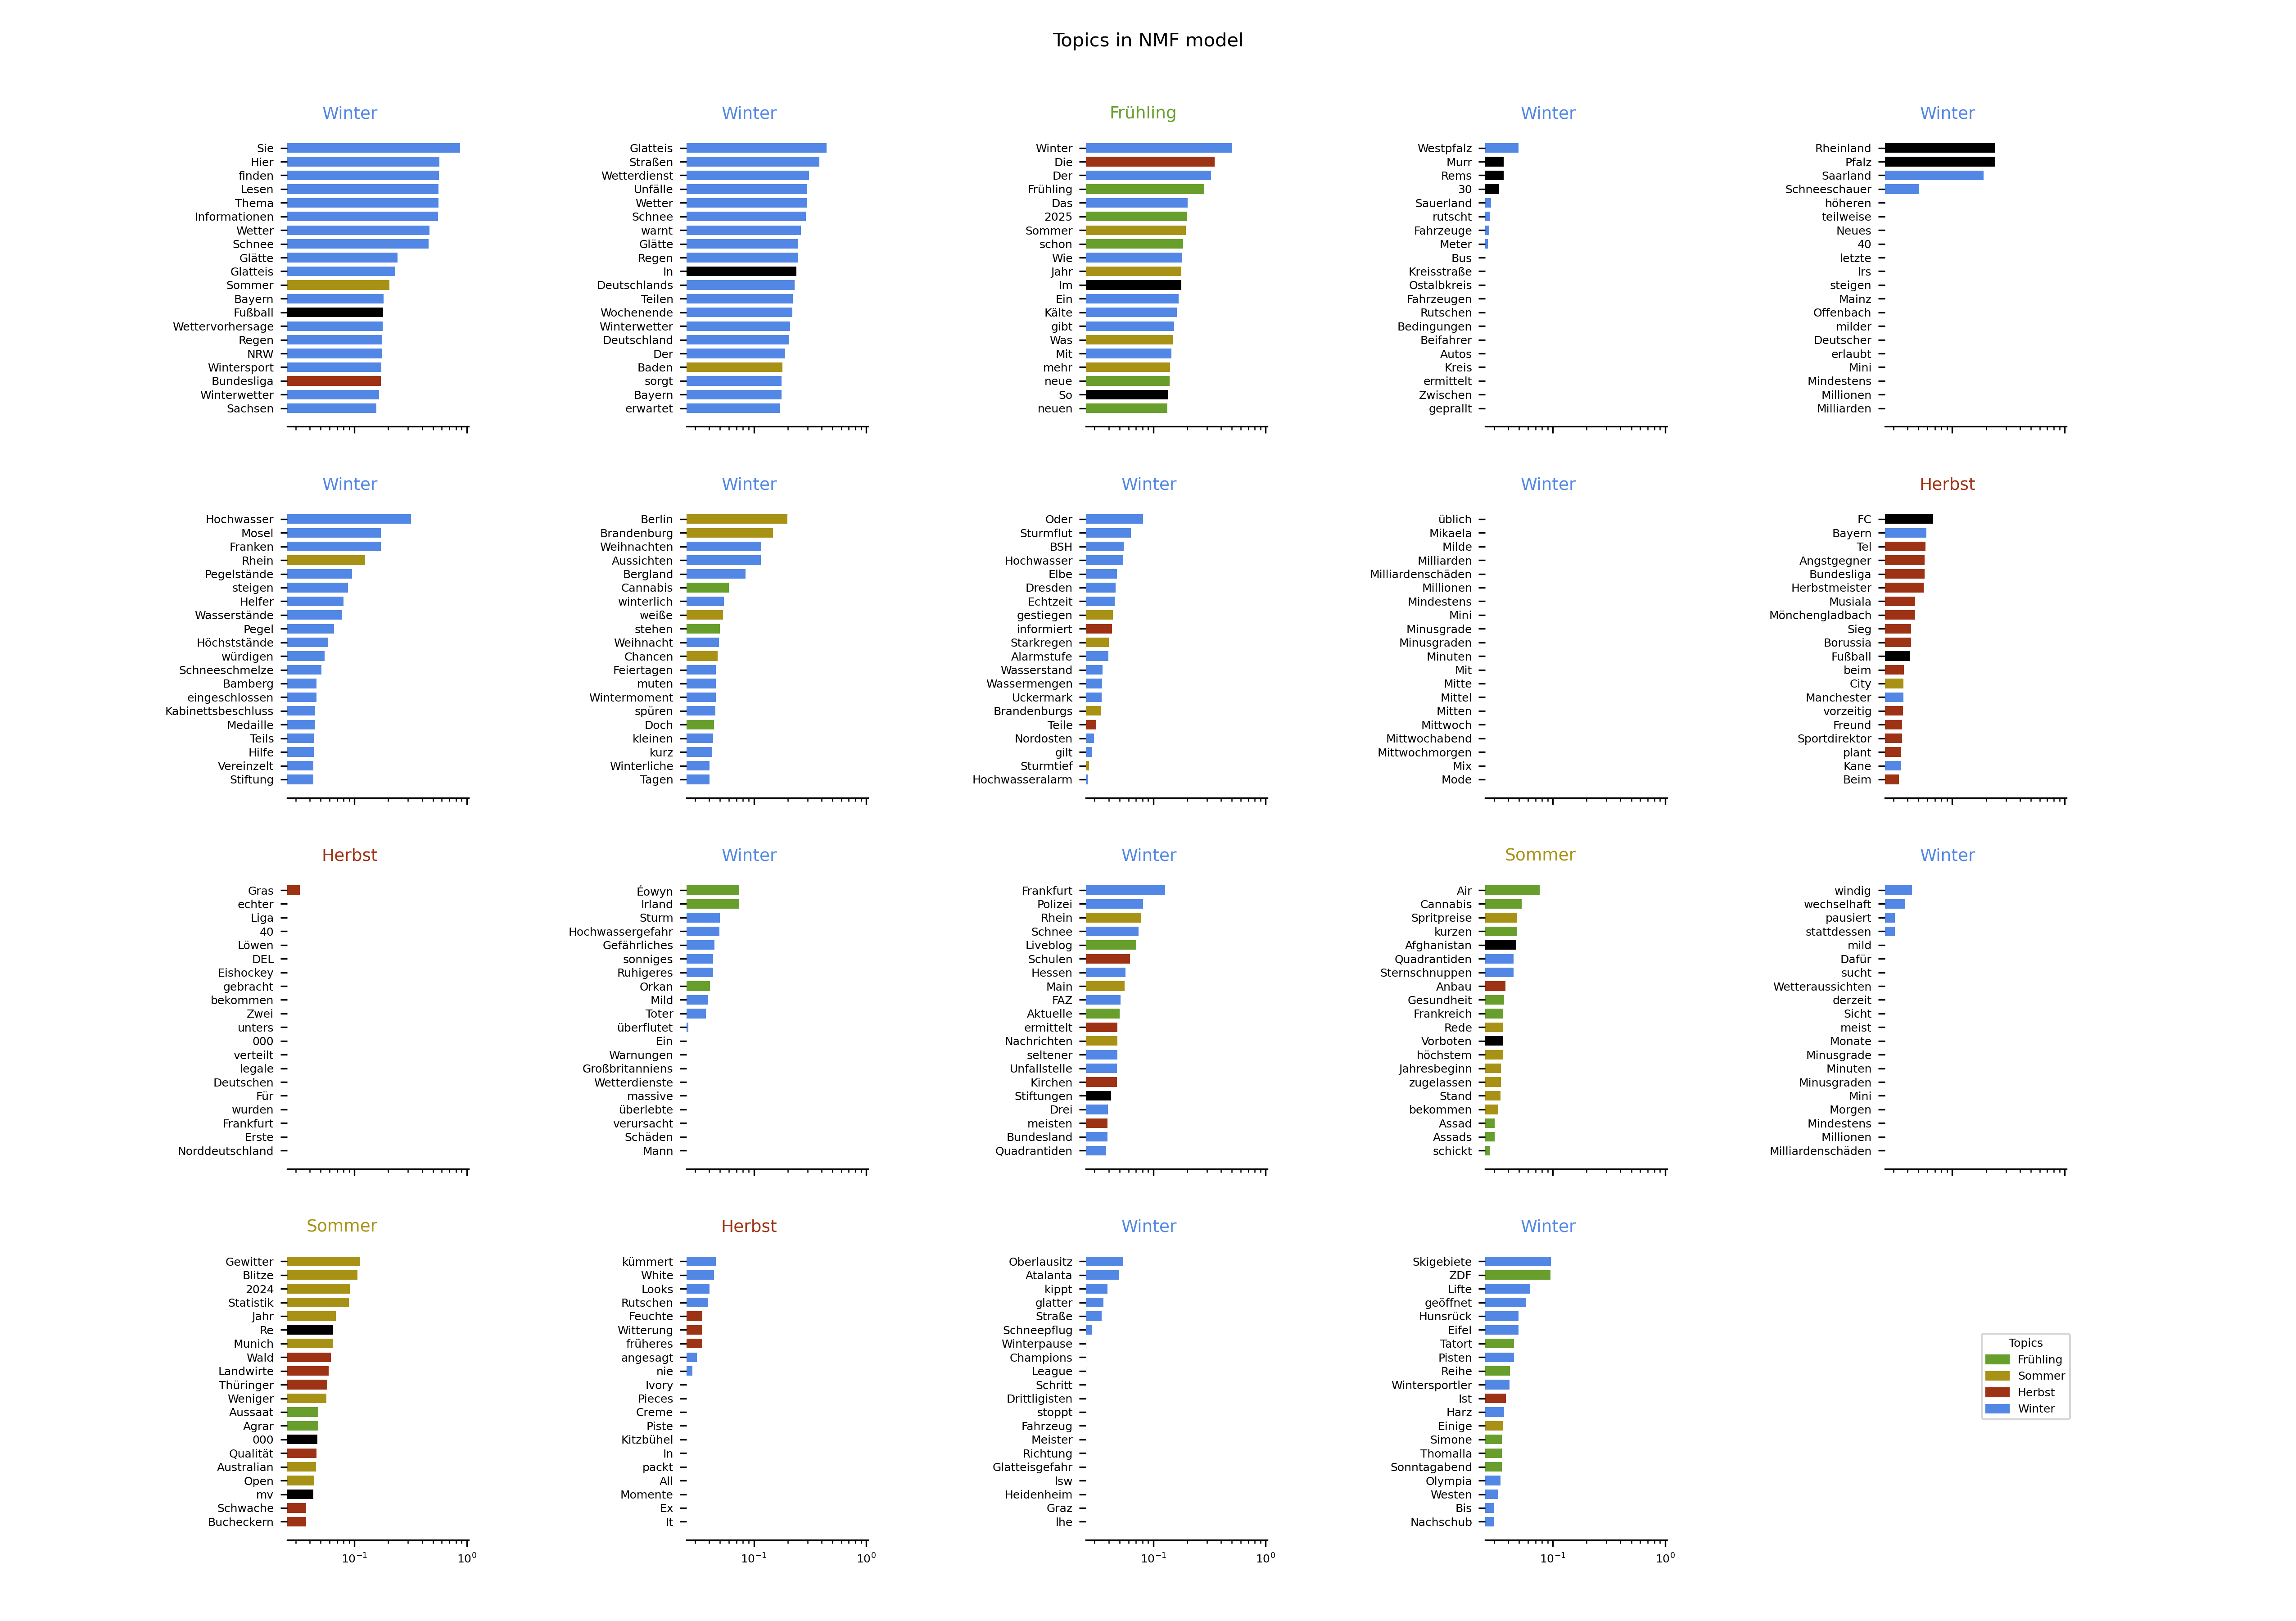 Topics in NMF model
Winter
Sie
Hier
finden
Lesen
Thema
Informationen
Wetter
Schnee
Glätte
Glatteis
Sommer
Bayern
Fußball
Wettervorhersage
Regen
NRW
Wintersport
Bundesliga
Winterwetter
Sachsen
Winter
Glatteis
Straßen
Wetterdienst
Unfälle
Wetter
Schnee
warnt
Glätte
Regen
In
Deutschlands
Teilen
Wochenende
Winterwetter
Deutschland
Der
Baden
sorgt
Bayern
erwartet
Frühling
Winter
Die
Der
Frühling
Das
2025
Sommer
schon
Wie
Jahr
Im
Ein
Kälte
gibt
Was
Mit
mehr
neue
So
neuen
Winter
Westpfalz
Murr
Rems
30
Sauerland
rutscht
Fahrzeuge
Meter
Bus
Kreisstraße
Ostalbkreis
Fahrzeugen
Rutschen
Bedingungen
Beifahrer
Autos
Kreis
ermittelt
Zwischen
geprallt
Winter
Rheinland
Pfalz
Saarland
Schneeschauer
höheren
teilweise
Neues
40
letzte
lrs
steigen
Mainz
Offenbach
milder
Deutscher
erlaubt
Mini
Mindestens
Millionen
Milliarden
Winter
Hochwasser
Mosel
Franken
Rhein
Pegelstände
steigen
Helfer
Wasserstände
Pegel
Höchststände
würdigen
Schneeschmelze
Bamberg
eingeschlossen
Kabinettsbeschluss
Medaille
Teils
Hilfe
Vereinzelt
Stiftung
Winter
Berlin
Brandenburg
Weihnachten
Aussichten
Bergland
Cannabis
winterlich
weiße
stehen
Weihnacht
Chancen
Feiertagen
muten
Wintermoment
spüren
Doch
kleinen
kurz
Winterliche
Tagen
Winter
Oder
Sturmflut
BSH
Hochwasser
Elbe
Dresden
Echtzeit
gestiegen
informiert
Starkregen
Alarmstufe
Wasserstand
Wassermengen
Uckermark
Brandenburgs
Teile
Nordosten
gilt
Sturmtief
Hochwasseralarm
Winter
üblich
Mikaela
Milde
Milliarden
Milliardenschäden
Millionen
Mindestens
Mini
Minusgrade
Minusgraden
Minuten
Mit
Mitte
Mittel
Mitten
Mittwoch
Mittwochabend
Mittwochmorgen
Mix
Mode
Herbst
FC
Bayern
Tel
Angstgegner
Bundesliga
Herbstmeister
Musiala
Mönchengladbach
Sieg
Borussia
Fußball
beim
City
Manchester
vorzeitig
Freund
Sportdirektor
plant
Kane
Beim
Herbst
Gras
echter
Liga
40
Löwen
DEL
Eishockey
gebracht
bekommen
Zwei
unters
000
verteilt
legale
Deutschen
Für
wurden
Frankfurt
Erste
Norddeutschland
Winter
Éowyn
Irland
Sturm
Hochwassergefahr
Gefährliches
sonniges
Ruhigeres
Orkan
Mild
Toter
überflutet
Ein
Warnungen
Großbritanniens
Wetterdienste
massive
überlebte
verursacht
Schäden
Mann
Winter
Frankfurt
Polizei
Rhein
Schnee
Liveblog
Schulen
Hessen
Main
FAZ
Aktuelle
ermittelt
Nachrichten
seltener
Unfallstelle
Kirchen
Stiftungen
Drei
meisten
Bundesland
Quadrantiden
Sommer
Air
Cannabis
Spritpreise
kurzen
Afghanistan
Quadrantiden
Sternschnuppen
Anbau
Gesundheit
Frankreich
Rede
Vorboten
höchstem
Jahresbeginn
zugelassen
Stand
bekommen
Assad
Assads
schickt
Winter
windig
wechselhaft
pausiert
stattdessen
mild
Dafür
sucht
Wetteraussichten
derzeit
Sicht
meist
Monate
Minusgrade
Minuten
Minusgraden
Mini
Morgen
Mindestens
Millionen
Milliardenschäden
Sommer
Gewitter
Blitze
2024
Statistik
Jahr
Re
Munich
Wald
Landwirte
Thüringer
Weniger
Aussaat
Agrar
000
Qualität
Australian
Open
mv
Schwache
Bucheckern
10⁻¹ 10⁰
Herbst
kümmert
White
Looks
Rutschen
Feuchte
Witterung
früheres
angesagt
nie
Ivory
Pieces
Creme
Piste
Kitzbühel
In
packt
All
Momente
Ex
It
10⁻¹ 10⁰
Winter
Oberlausitz
Atalanta
kippt
glatter
Straße
Schneepflug
Winterpause
Champions
League
Schritt
Drittligisten
stoppt
Fahrzeug
Meister
Richtung
Glatteisgefahr
lsw
Heidenheim
Graz
lhe
10⁻¹ 10⁰
Winter
Skigebiete
ZDF
Lifte
geöffnet
Hunsrück
Eifel
Tatort
Pisten
Reihe
Wintersportler
Ist
Harz
Einige
Simone
Thomalla
Sonntagabend
Olympia
Westen
Bis
Nachschub
10⁻¹ 10⁰
Topics
Frühling
Sommer
Herbst
Winter